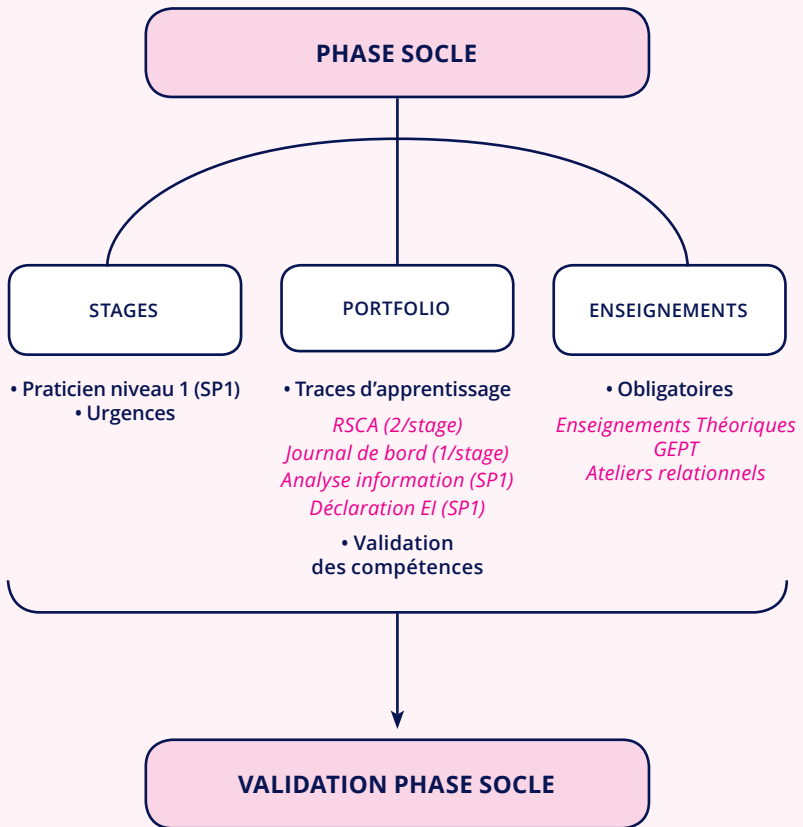 PHASE SOCLE
STAGES
• Praticien niveau 1 (SP1)
• Urgences
PORTFOLIO
• Traces d’apprentissage
RSCA (2/stage)
Journal de bord (1/stage)
Analyse information (SP1)
Déclaration EI (SP1)
• Validation
des compétences
ENSEIGNEMENTS
• Obligatoires
Enseignements Théoriques
GEPT
Ateliers relationnels
VALIDATION PHASE SOCLE